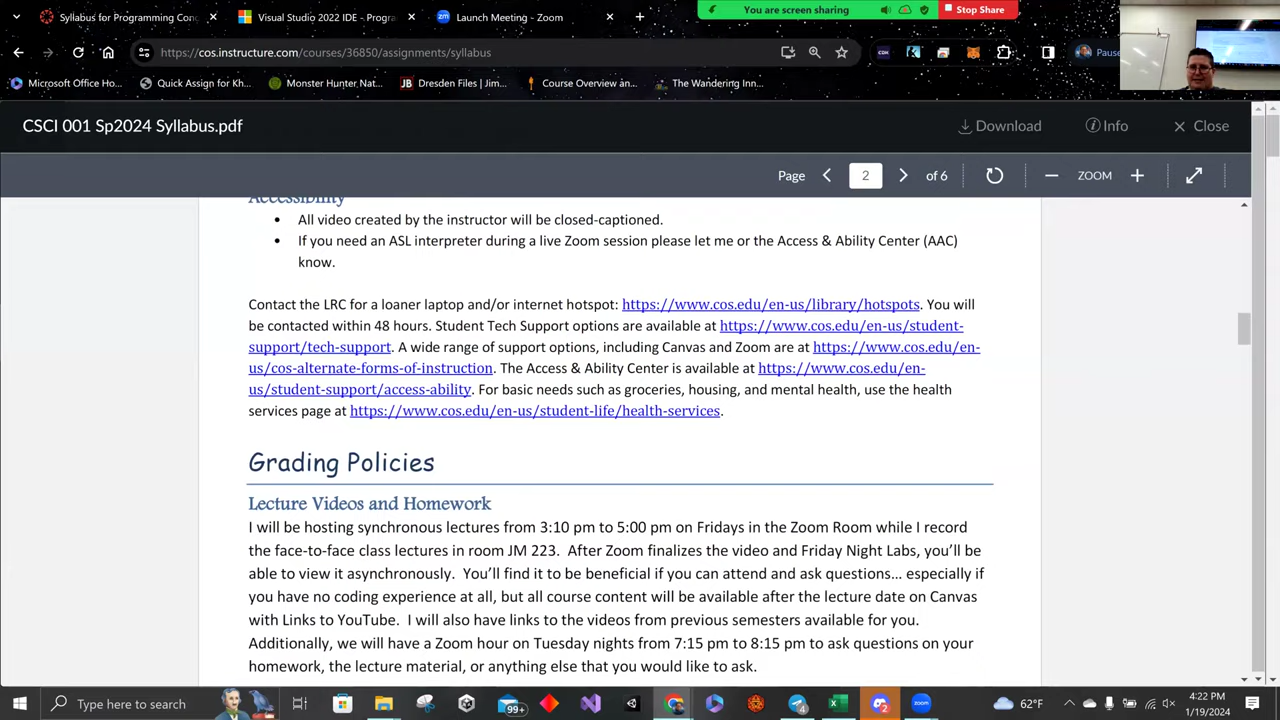 Syllabus for Programming Con
Visual Studio 2022 IDE - Progra
Launch Meeting - Zoom
You are screen sharing
Stop Share
https://cos.instructure.com/courses/36850/assignments/syllabus
Pause
Microsoft Office Ho...
Quick Assign for Kh...
Monster Hunter Nat...
Dresden Files | Jim...
Course Overview an...
The Wandering Inn...
CSCI 001 Sp2024 Syllabus.pdf
Download
Info
Close
Page
2
of 6
ZOOM
Accessibility
• All video created by the instructor will be closed-captioned.
• If you need an ASL interpreter during a live Zoom session please let me or the Access & Ability Center (AAC)
know.
Contact the LRC for a loaner laptop and/or internet hotspot: https://www.cos.edu/en-us/library/hotspots. You will
be contacted within 48 hours. Student Tech Support options are available at https://www.cos.edu/en-us/student-
support/tech-support. A wide range of support options, including Canvas and Zoom are at https://www.cos.edu/en-
us/cos-alternate-forms-of-instruction. The Access & Ability Center is available at https://www.cos.edu/en-
us/student-support/access-ability. For basic needs such as groceries, housing, and mental health, use the health
services page at https://www.cos.edu/en-us/student-life/health-services.
Grading Policies
Lecture Videos and Homework
I will be hosting synchronous lectures from 3:10 pm to 5:00 pm on Fridays in the Zoom Room while I record
the face-to-face class lectures in room JM 223. After Zoom finalizes the video and Friday Night Labs, you'll be
able to view it asynchronously. You'll find it to be beneficial if you can attend and ask questions... especially if
you have no coding experience at all, but all course content will be available after the lecture date on Canvas
with Links to YouTube. I will also have links to the videos from previous semesters available for you.
Additionally, we will have a Zoom hour on Tuesday nights from 7:15 pm to 8:15 pm to ask questions on your
homework, the lecture material, or anything else that you would like to ask.
Type here to search
99+
4
2
62°F
4:22 PM
1/19/2024